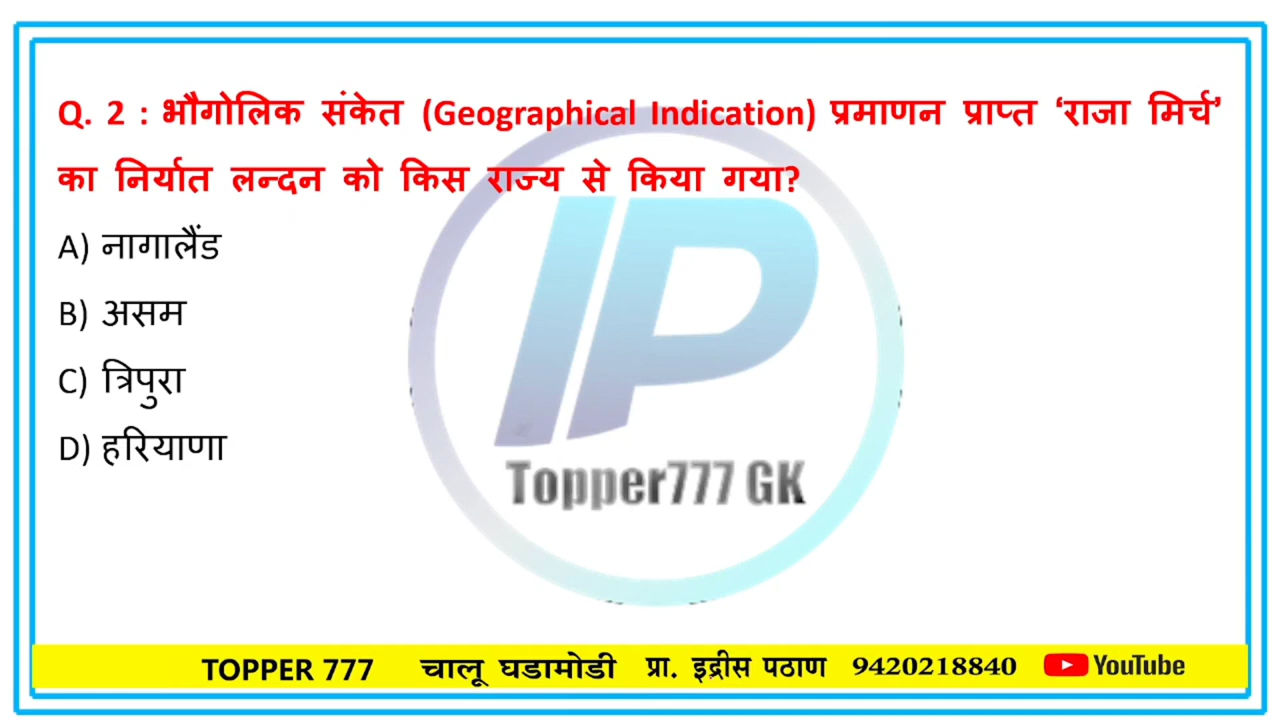 Q. 2 : भौगोलिक संकेत (Geographical Indication) प्रमाणन प्राप्त ‘राजा मिर्च’
का निर्यात लन्दन को किस राज्य से किया गया?
A) नागालैंड
B) असम
C) त्रिपुरा
D) हरियाणा
Topper777 GK
TOPPER 777 चालू घडामोडी प्रा. इद्रीस पठाण 9420218840 YouTube